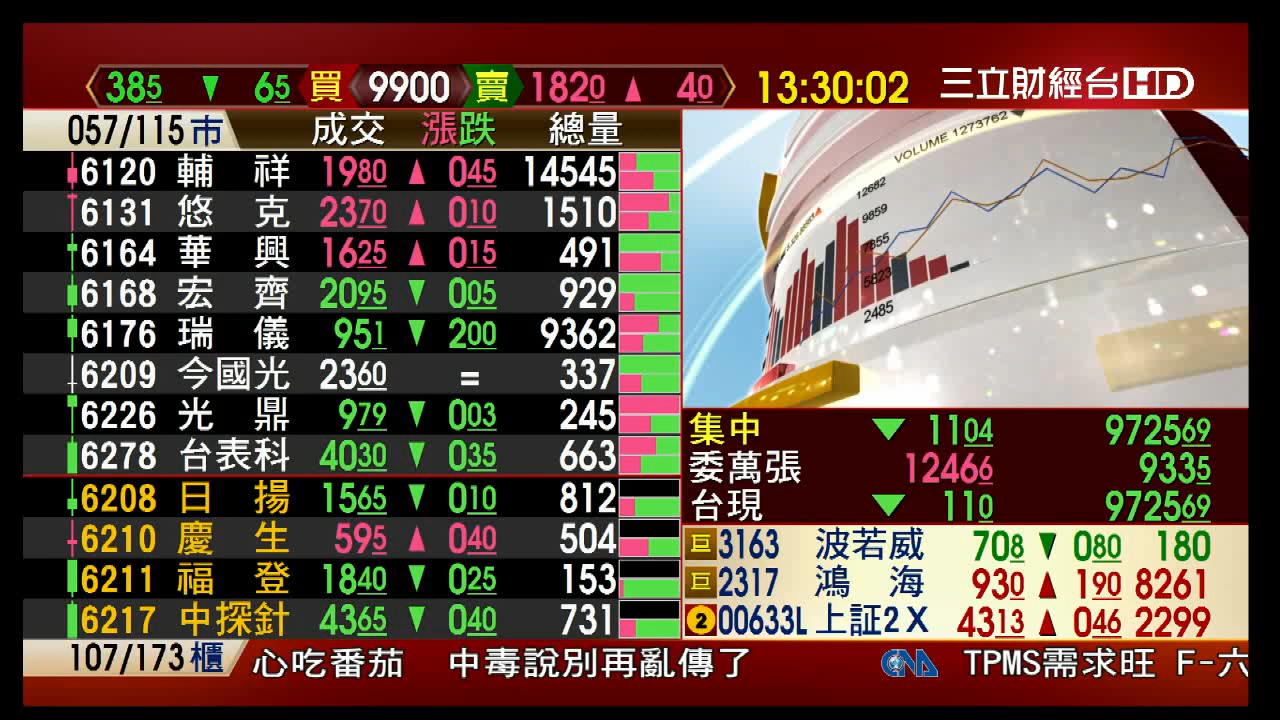 385 ▼ 65 買 9900 賣 1820 ▲ 40 13:30:02 三立財經台HD
057/115市 成交 漲跌 總量
6120 輔祥 1980 ▲ 045 14545
6131 悠克 2370 ▲ 010 1510
6164 華興 1625 ▲ 015 491
6168 宏齊 2095 ▼ 005 929
6176 瑞儀 951 ▼ 200 9362
6209 今國光 2360 = 337
6226 光鼎 979 ▼ 003 245
6278 台表科 4030 ▼ 035 663
6208 日揚 1565 ▼ 010 812
6210 慶生 595 ▲ 040 504
6211 福登 1840 ▼ 025 153
6217 中探針 4365 ▼ 040 731
VOLUME 1273762
12682
9859
7855
5823
2485
集中 ▼ 1104 972569
委萬張 12466 9335
台現 ▼ 110 972569
巨 3163 波若威 708 ▼ 080 180
巨 2317 鴻海 930 ▲ 190 8261
2 00633L 上証2X 4313 ▲ 046 2299
107/173櫃 心吃番茄 中毒說別再亂傳了 CNA TPMS需求旺 F-六